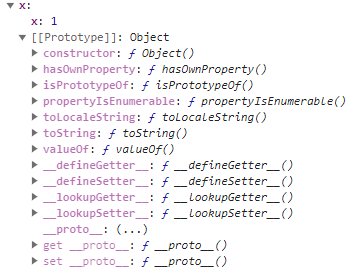 x:
x: 1
[[Prototype]]: Object
constructor: ƒ Object()
hasOwnProperty: ƒ hasOwnProperty()
isPrototypeOf: ƒ isPrototypeOf()
propertyIsEnumerable: ƒ propertyIsEnumerable()
toLocaleString: ƒ toLocaleString()
toString: ƒ toString()
valueOf: ƒ valueOf()
__defineGetter__: ƒ __defineGetter__()
__defineSetter__: ƒ __defineSetter__()
__lookupGetter__: ƒ __lookupGetter__()
__lookupSetter__: ƒ __lookupSetter__()
__proto__: (...)
get __proto__: ƒ __proto__()
set __proto__: ƒ __proto__()